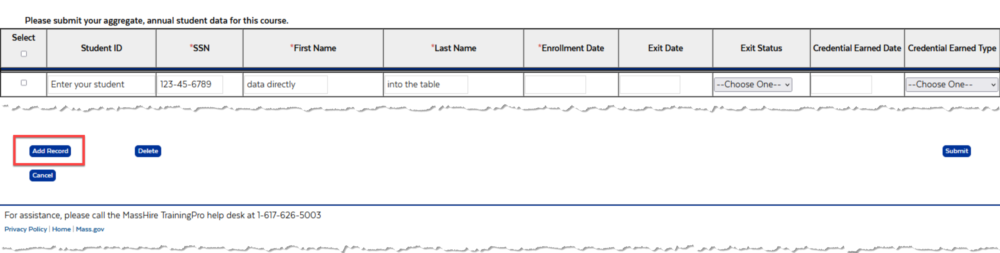 Please submit your aggregate, annual student data for this course.
Select Student ID *SSN *First Name *Last Name *Enrollment Date Exit Date Exit Status Credential Earned Date Credential Earned Type
Enter your student 123-45-6789 data directly into the table --Choose One-- --Choose One--
Add Record Delete Submit
Cancel
For assistance, please call the MassHire TrainingPro help desk at 1-617-626-5003
Privacy Policy | Home | Mass.gov